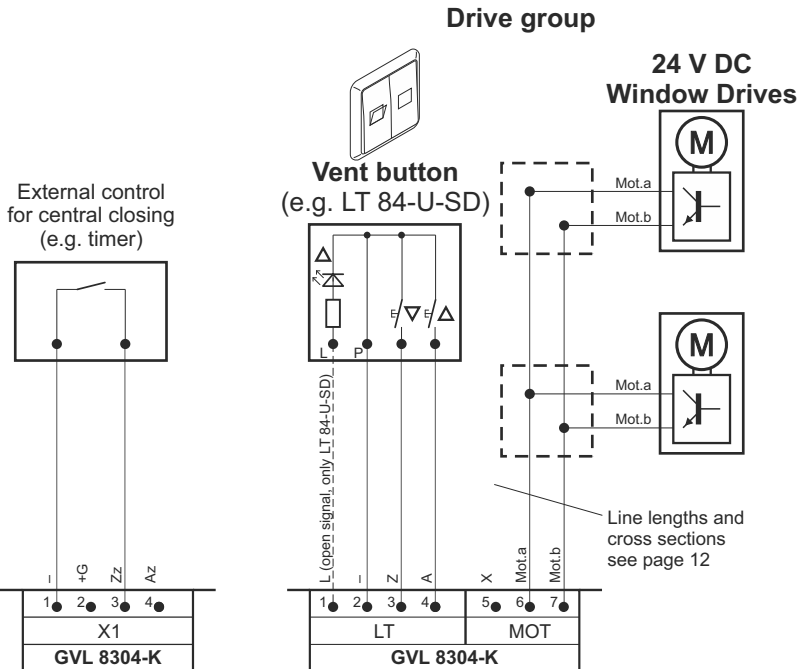 Drive group
24 V DC
Window Drives
M
Vent button
(e.g. LT 84-U-SD)
Mot.a
Mot.b
External control
for central closing
(e.g. timer)
E
E
L
P
M
Mot.a
Mot.b
L (open signal, only LT 84-U-SD)
Line lengths and
cross sections
see page 12
–
+G
Zz
Az
–
Z
A
X
Mot.a
Mot.b
1
2
3
4
1
2
3
4
5
6
7
X1
LT
MOT
GVL 8304-K
GVL 8304-K